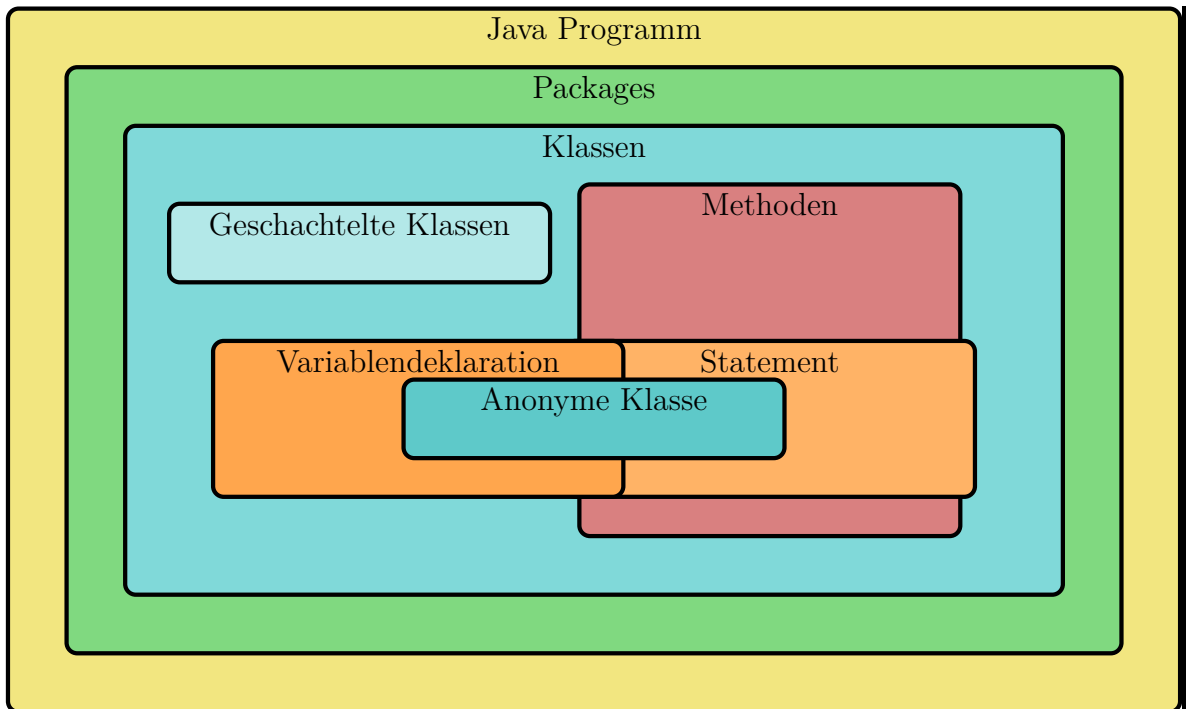 Java Programm
Packages
Klassen
Methoden
Geschachtelte Klassen
Variablendeklaration
Statement
Anonyme Klasse